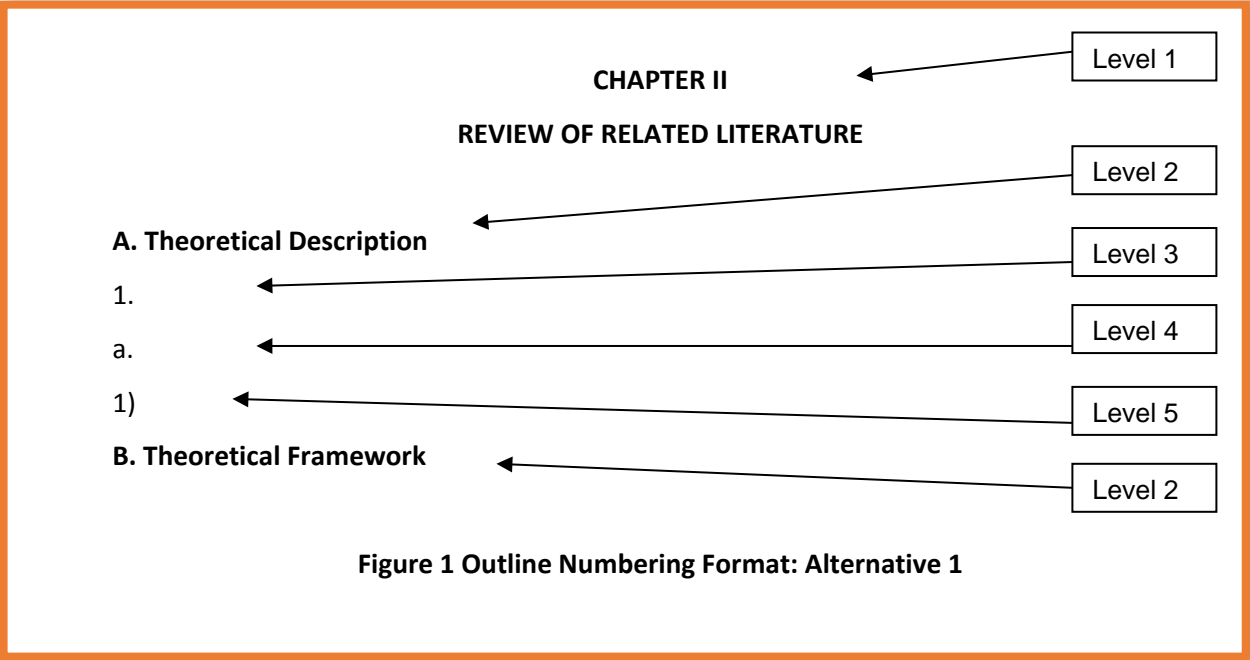 Level 1
CHAPTER II
REVIEW OF RELATED LITERATURE
Level 2
A. Theoretical Description
Level 3
1.
Level 4
a.
Level 5
1)
B. Theoretical Framework
Level 2
Figure 1 Outline Numbering Format: Alternative 1